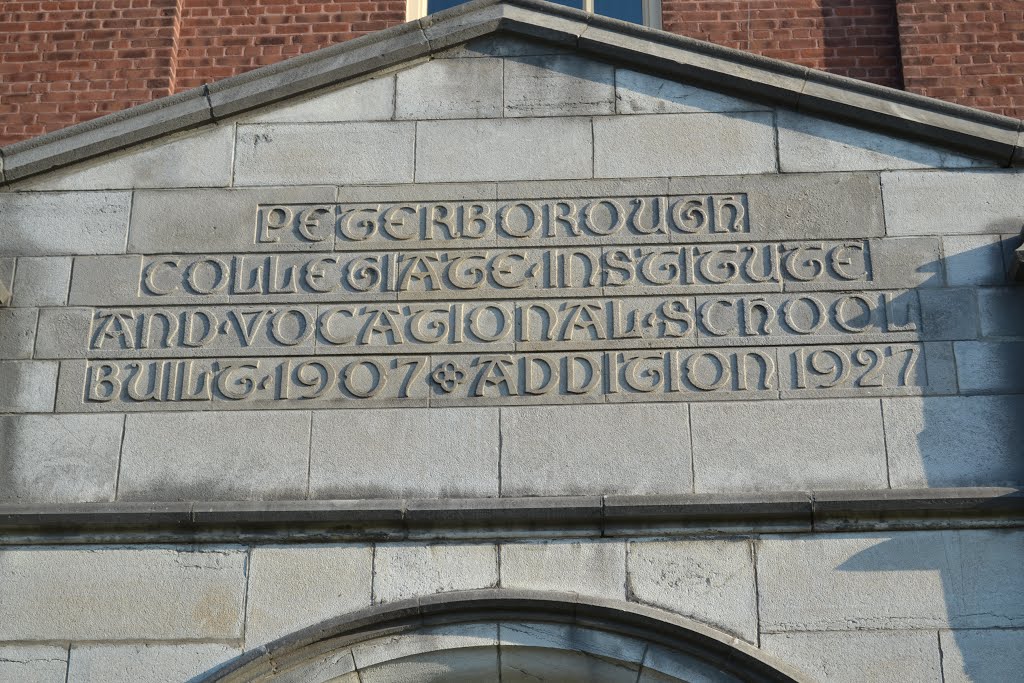 PETERBOROUGH
COLLEGIATE·INSTITUTE
AND·VOCATIONAL·SCHOOL
BUILT·1907 ADDITION 1927